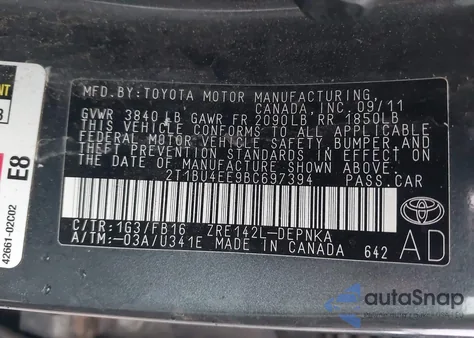 MFD.BY:TOYOTA MOTOR MANUFACTURING,
CANADA, INC. 09/11
GVWR 3840 LB GAWR FR 2090LB RR 1850LB
THIS VEHICLE CONFORMS TO ALL APPLICABLE
FEDERAL MOTOR VEHICLE SAFETY,BUMPER,AND
THEFT PREVENTION STANDARDS IN EFFECT ON
THE DATE OF MANUFACTURE SHOWN ABOVE.
2T1BU4EE9BC697394 PASS.CAR
C/TR:1G3/FB16 ZRE142L-DEPNKA
A/TM:-03A/U341E MADE IN CANADA 642
AD
TOYOTA
E8
42661-02C02
autoSnap